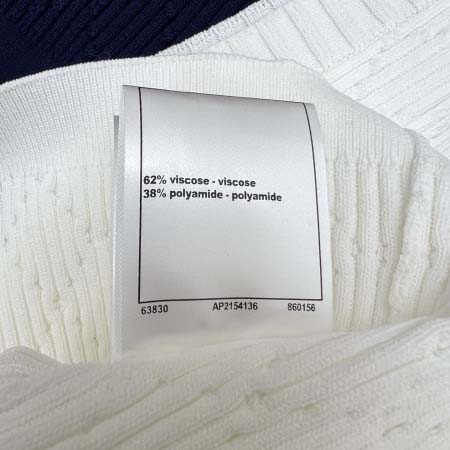 62% viscose - viscose
38% polyamide - polyamide
63830 AP2154136 860156